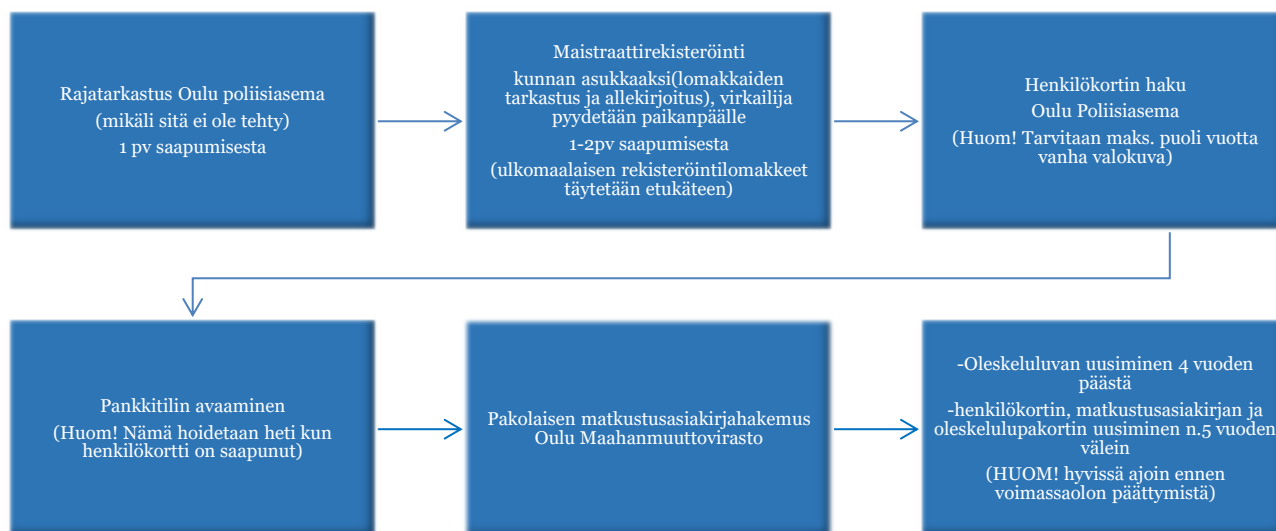 Rajatarkastus Oulu poliisiasema
(mikäli sitä ei ole tehty)
1 pv saapumisesta
Maistraattirekisteröinti
kunnan asukkaaksi(lomakkaiden
tarkastus ja allekirjoitus), virkailija
pyydetään paikanpäälle
1-2pv saapumisesta
(ulkomaalaisen rekisteröintilomakkeet
täytetään etukäteen)
Henkilökortin haku
Oulu Poliisiasema
(Huom! Tarvitaan maks. puoli vuotta
vanha valokuva)
Pankkitilin avaaminen
(Huom! Nämä hoidetaan heti kun
henkilökortti on saapunut)
Pakolaisen matkustusasiakirjahakemus
Oulu Maahanmuuttovirasto
-Oleskeluluvan uusiminen 4 vuoden
päästä
-henkilökortin, matkustusasiakirjan ja
oleskelulupakortin uusiminen n.5 vuoden
välein
(HUOM! hyvissä ajoin ennen
voimassaolon päättymistä)